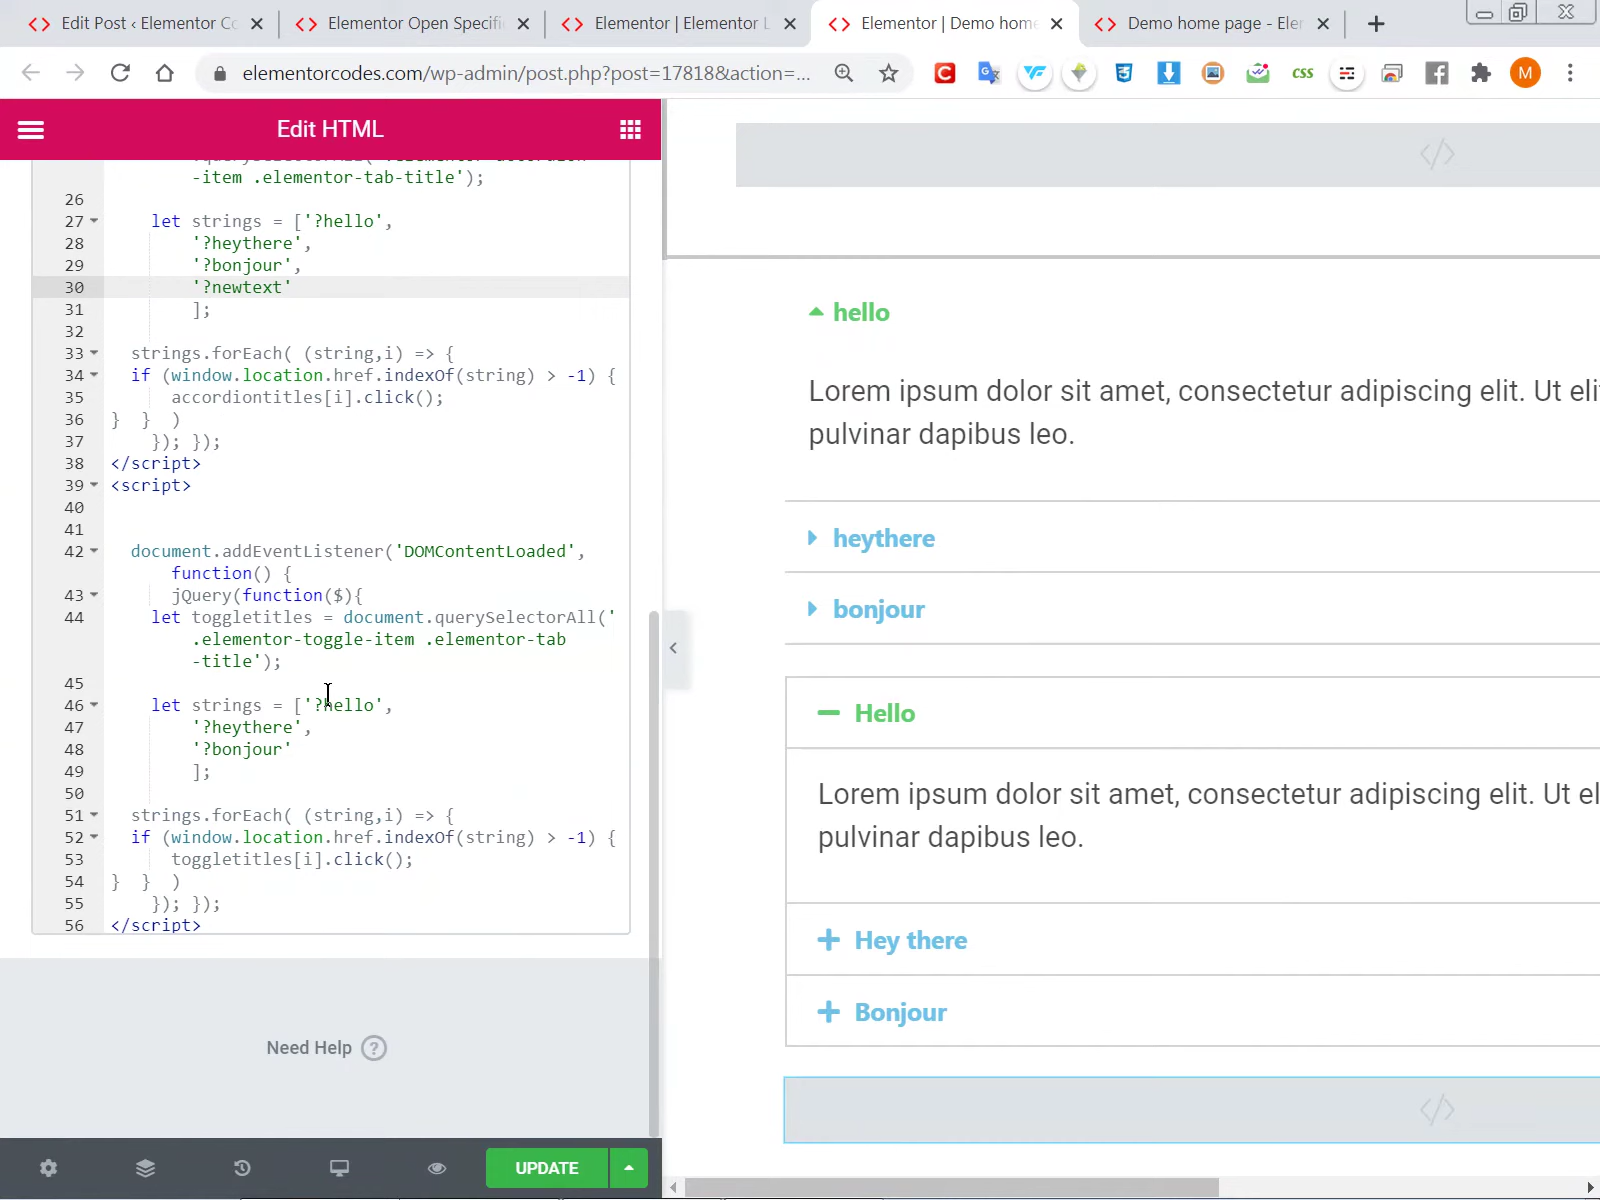 Edit Post ‹ Elementor Co
Elementor Open Specifi
Elementor | Elementor L
Elementor | Demo home
Demo home page - Eler
elementorcodes.com/wp-admin/post.php?post=17818&action=...
C
css
M
Edit HTML
-item .elementor-tab-title');
26
27 let strings = ['?hello',
28 '?heythere',
29 '?bonjour',
30 '?newtext'
31 ];
32
33 strings.forEach( (string,i) => {
34 if (window.location.href.indexOf(string) > -1) {
35 accordiontitles[i].click();
36 } } )
37 }); });
38 </script>
39 <script>
40
41
42 document.addEventListener('DOMContentLoaded',
function() {
43 jQuery(function($){
44 let toggletitles = document.querySelectorAll('
.elementor-toggle-item .elementor-tab
-title');
45
46 let strings = ['?hello',
47 '?heythere',
48 '?bonjour'
49 ];
50
51 strings.forEach( (string,i) => {
52 if (window.location.href.indexOf(string) > -1) {
53 toggletitles[i].click();
54 } } )
55 }); });
56 </script>
Need Help ?
UPDATE
hello
Lorem ipsum dolor sit amet, consectetur adipiscing elit. Ut eli
pulvinar dapibus leo.
heythere
bonjour
Hello
Lorem ipsum dolor sit amet, consectetur adipiscing elit. Ut el
pulvinar dapibus leo.
Hey there
Bonjour